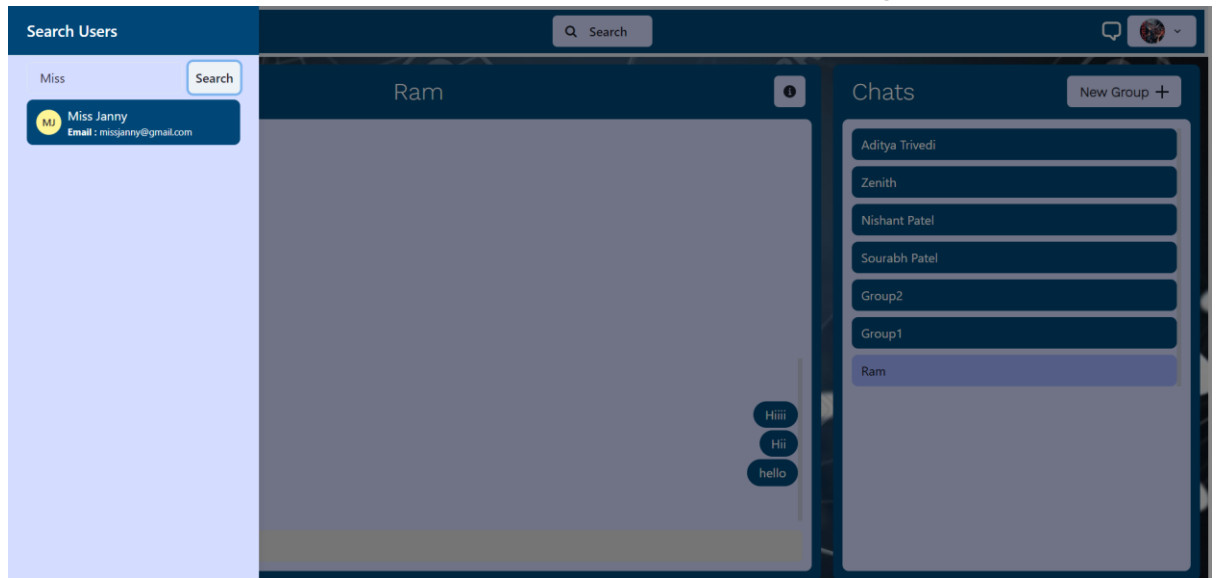 Search Users
Miss
Search
MJ
Miss Janny
Email : missjanny@gmail.com
Search
Ram
Hiiii
Hii
hello
Chats
New Group +
Aditya Trivedi
Zenith
Nishant Patel
Sourabh Patel
Group2
Group1
Ram